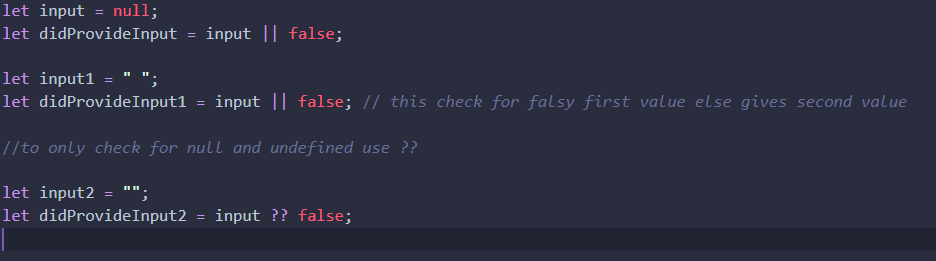 let input = null;
let didProvideInput = input || false;
let input1 = " ";
let didProvideInput1 = input || false; // this check for falsy first value else gives second value
//to only check for null and undefined use ??
let input2 = "";
let didProvideInput2 = input ?? false;